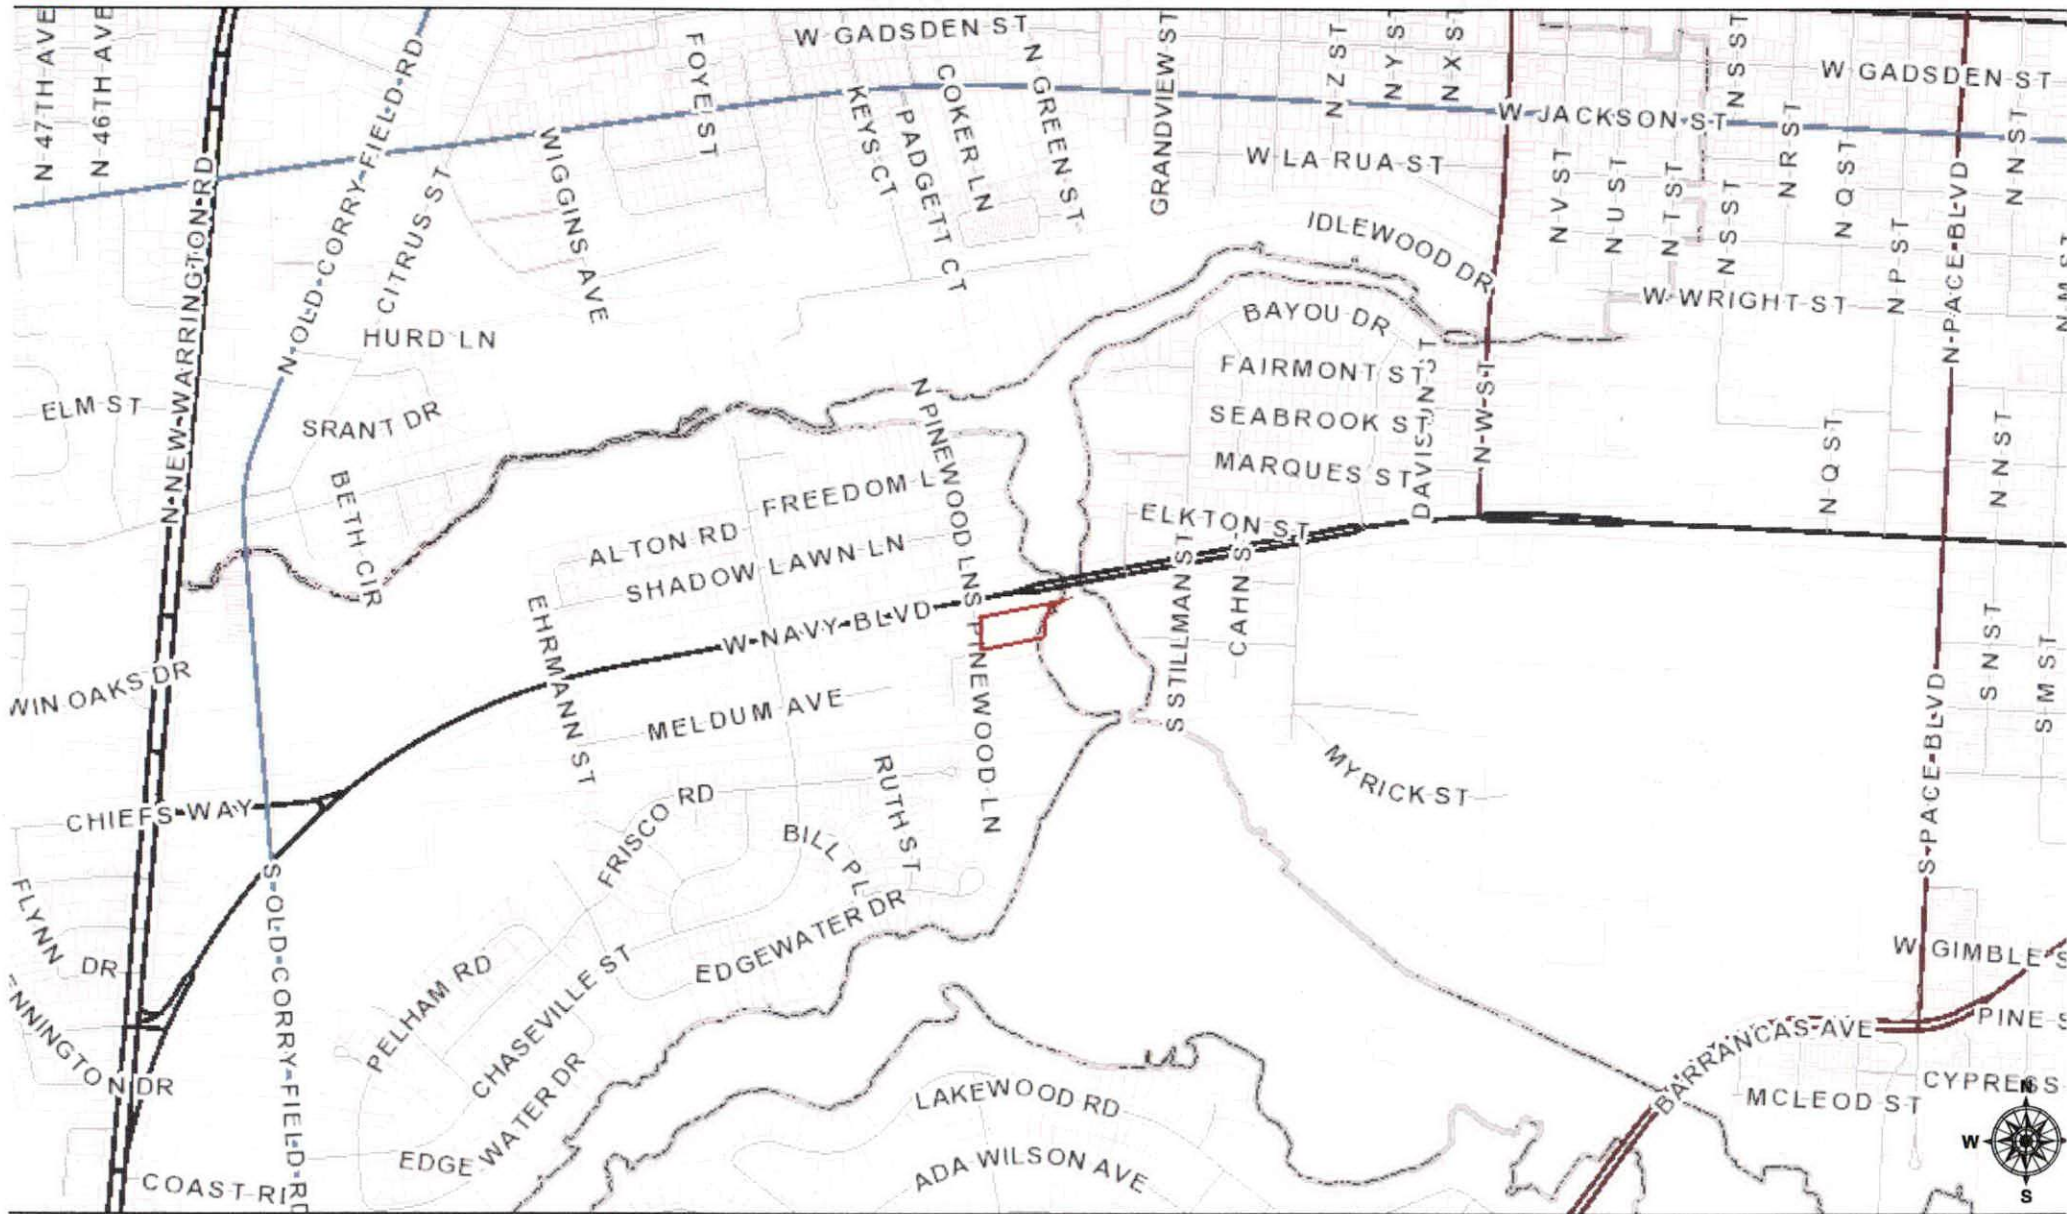 N 47TH AVE
N 46TH AVE
N NEW WARRINGTON RD
N OLD CORRY FIELD RD
CITRUS ST
WIGGINS AVE
FOYE ST
W GADSDEN ST
KEYS CT
PADGETT CT
COKER LN
N GREEN ST
GRANDVIEW ST
N Z ST
N Y ST
N X ST
W JACKSON ST
N S ST
W GADSDEN ST
W LA RUA ST
N V ST
N U ST
N T ST
N S ST
N R ST
N Q ST
N P ST
N PACE BLVD
N N ST
N M ST
IDLEWOOD DR
W WRIGHT ST
BAYOU DR
HURD LN
ELM ST
SRANT DR
BETH CIR
FAIRMONT ST
SEABROOK ST
MARQUES ST
DAVISUN ST
N W ST
N Q ST
N N ST
N PINEWOOD LN
FREEDOM L
ALTON RD
SHADOW LAWN LN
ELKTON ST
EHRMANN ST
W NAVY BLVD
S PINEWOOD LN
S STILLMAN ST
CAHN S
WIN OAKS DR
MELDUM AVE
MYRICK ST
S N ST
S M ST
S PACE BLVD
CHIEFS WAY
FRISCO RD
RUTH ST
BILL PL
FLYNN DR
S OLD CORRY FIELD RD
EDGEWATER DR
PELHAM RD
CHASEVILLE ST
W GIMBLE S
PINE S
BARRANCAS AVE
ENNINGTON DR
CYPRESS
MCLEOD ST
LAKEWOOD RD
EDGE WATER DR
ADA WILSON AVE
COAST RD
N
W
S